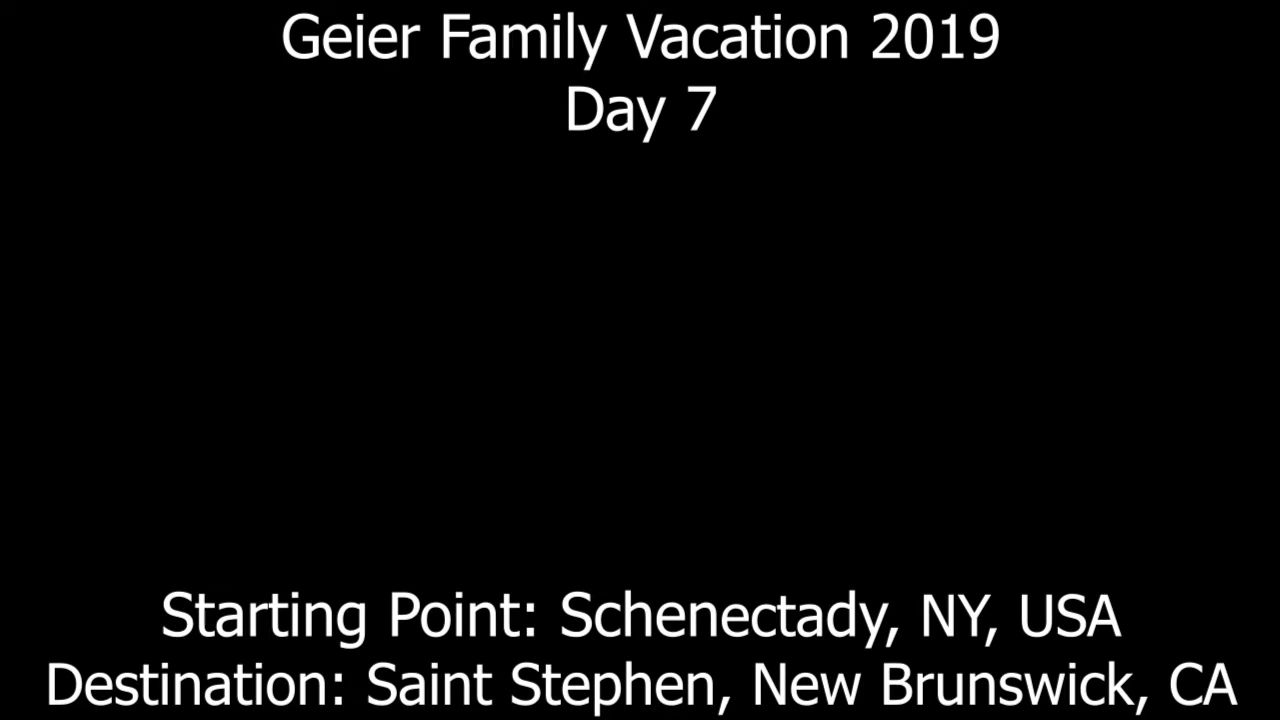 Geier Family Vacation 2019
Day 7
Starting Point: Schenectady, NY, USA
Destination: Saint Stephen, New Brunswick, CA